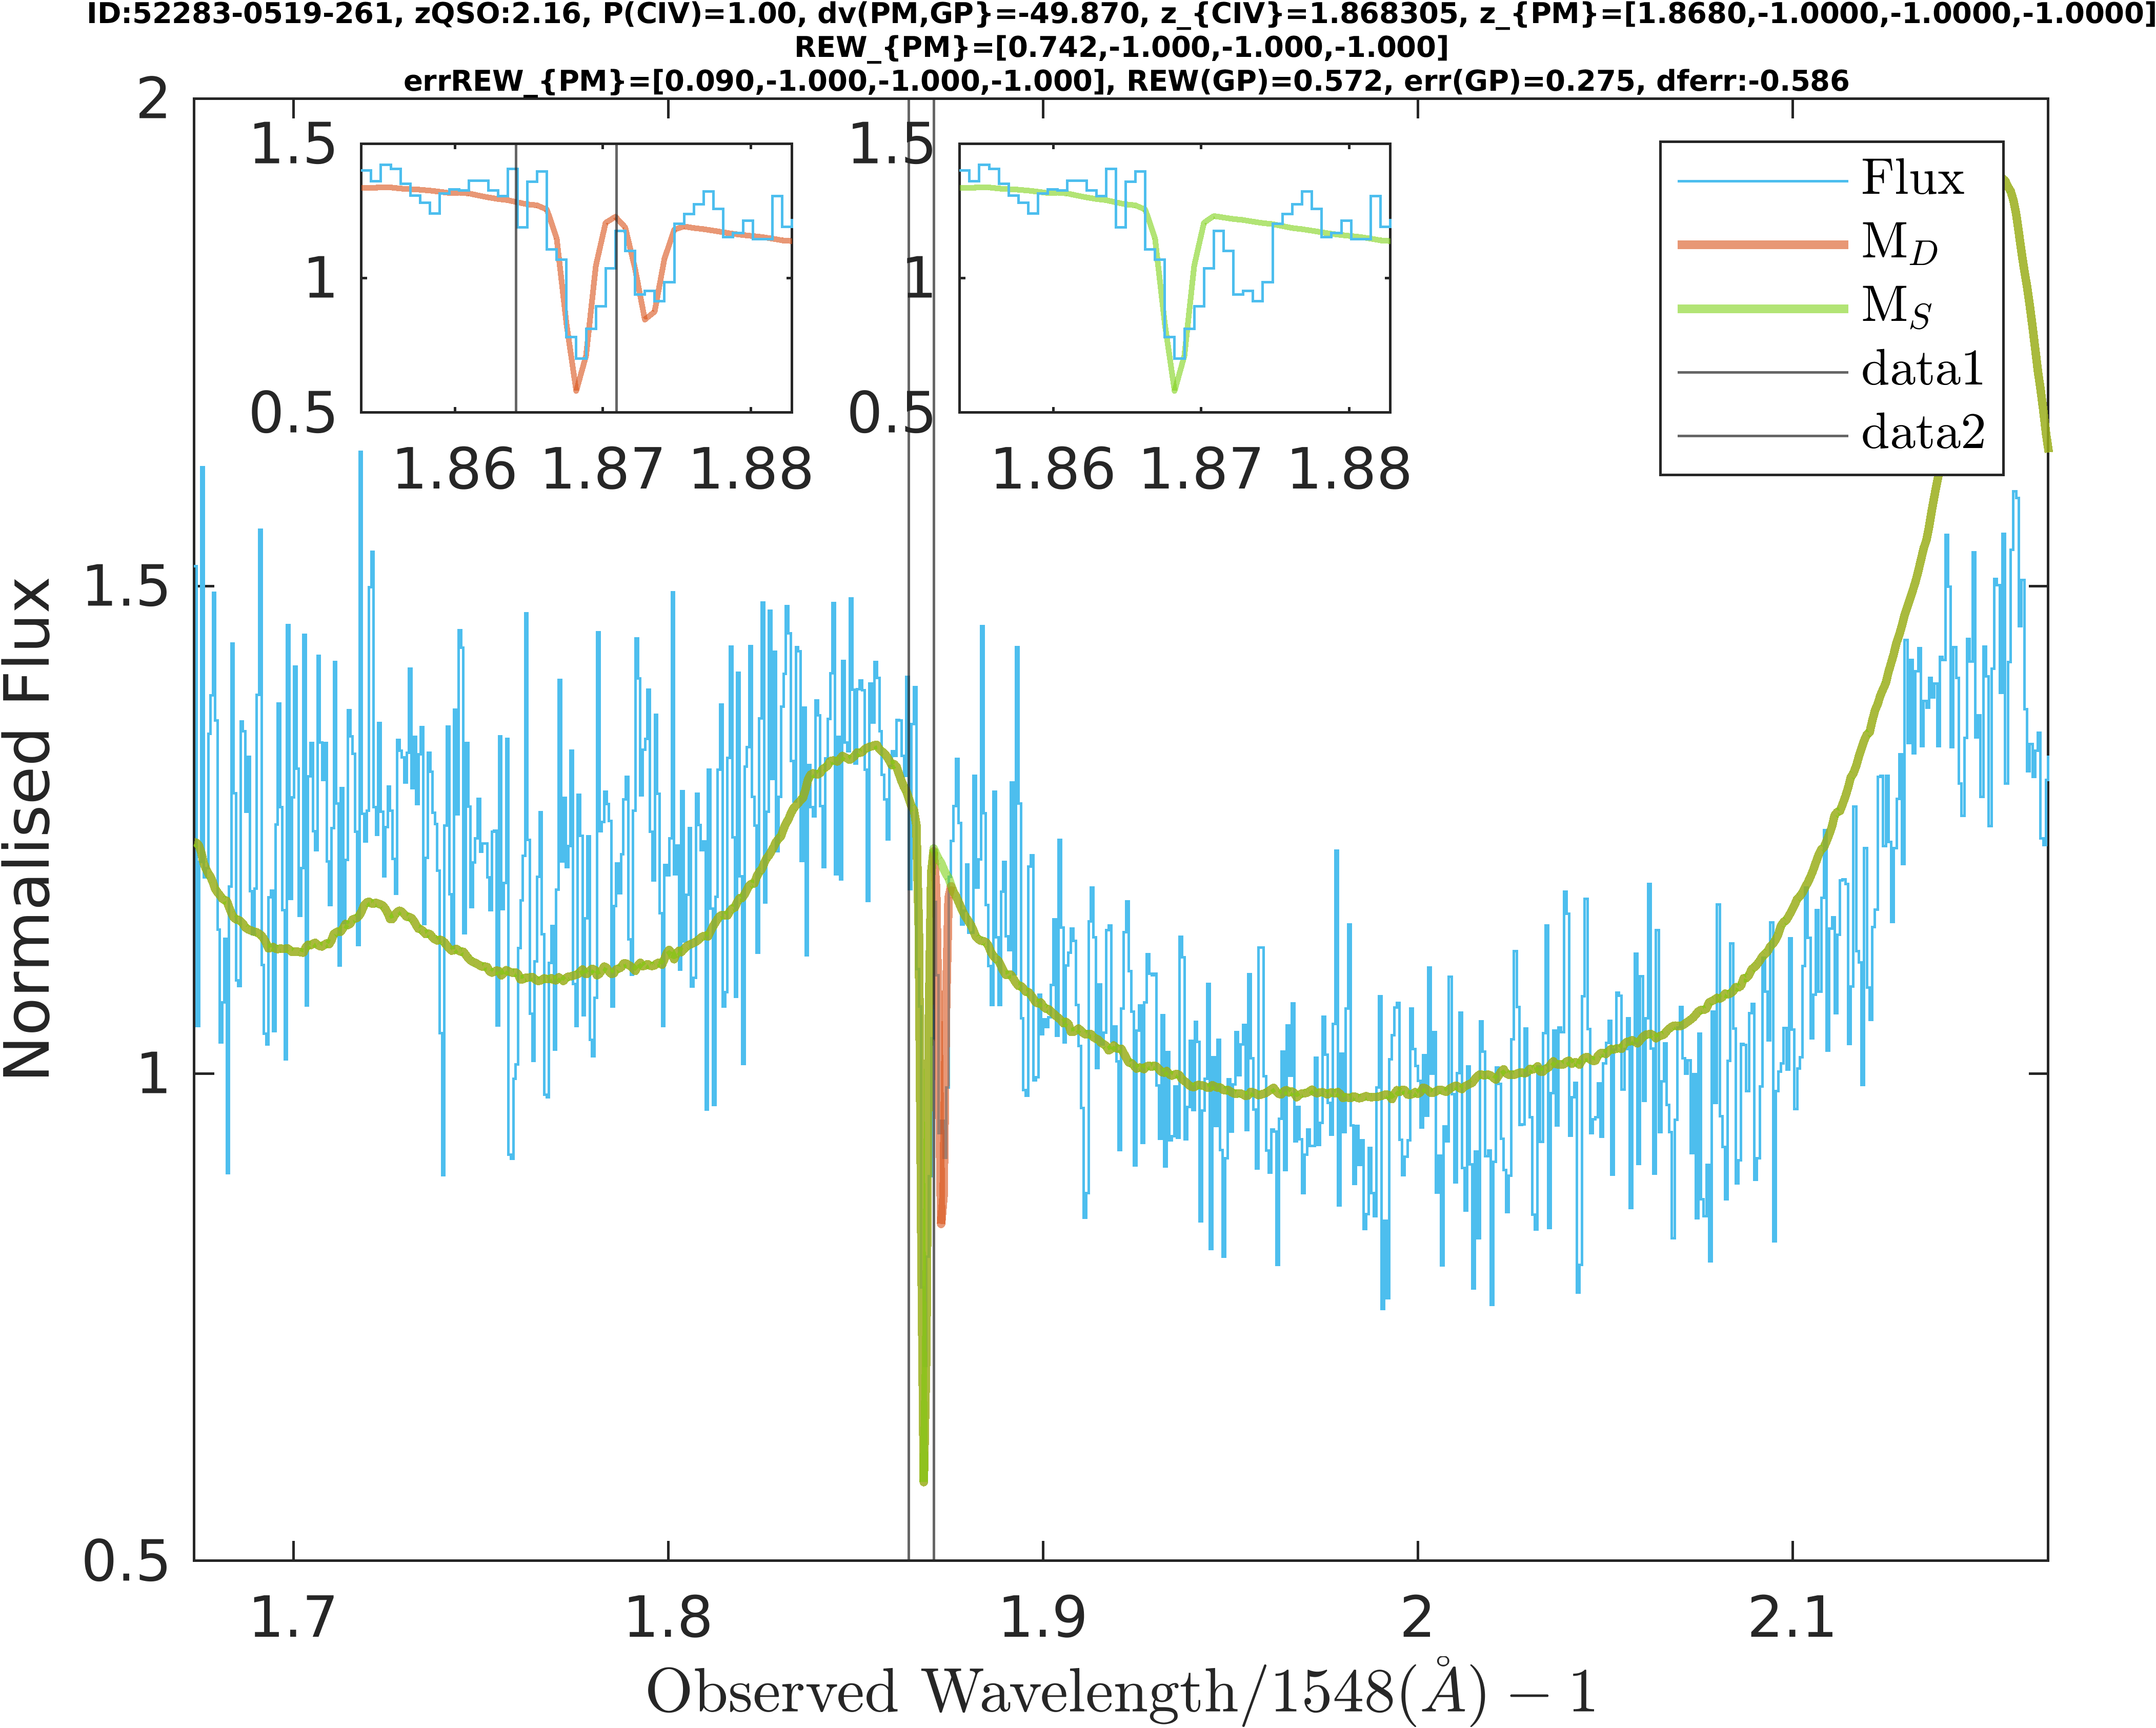 ID:52283-0519-261, zQSO:2.16, P(CIV)=1.00, dv(PM,GP}=-49.870, z_{CIV}=1.868305, z_{PM}=[1.8680,-1.0000,-1.0000,-1.0000]
REW_{PM}=[0.742,-1.000,-1.000,-1.000]
errREW_{PM}=[0.090,-1.000,-1.000,-1.000], REW(GP)=0.572, err(GP)=0.275, dferr:-0.586
2
1.5
1
0.5
Normalised Flux
1.5
1
0.5
1.86 1.87 1.88
1.5
1
0.5
1.86 1.87 1.88
Flux
M_D
M_S
data1
data2
1.7 1.8 1.9 2 2.1
Observed Wavelength/1548(Å) − 1